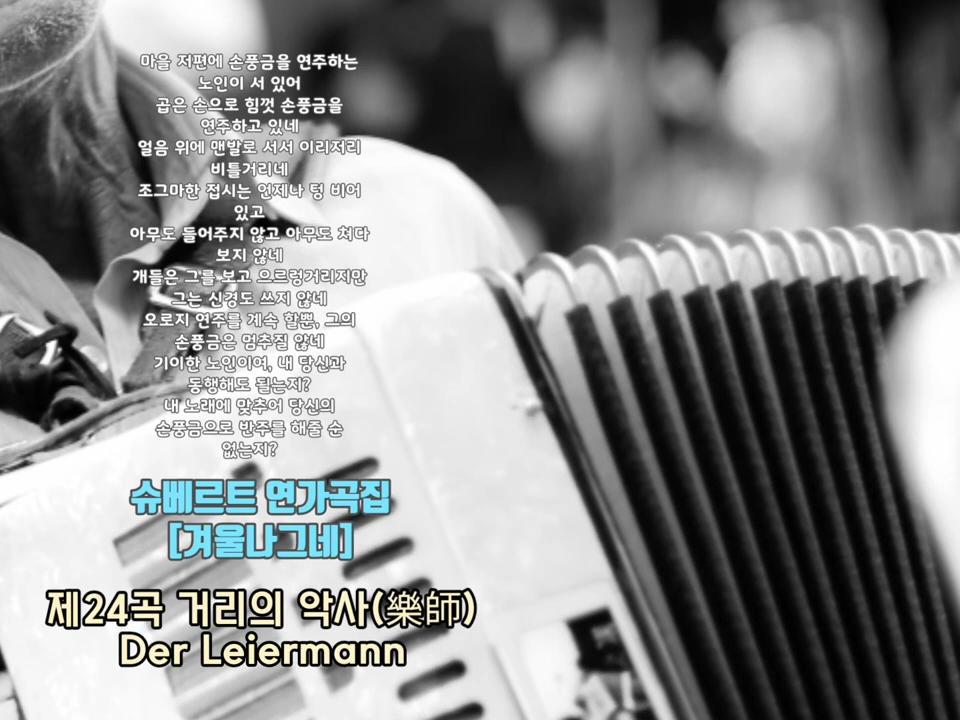 마을 저편에 손풍금을 연주하는
노인이 서 있어
곱은 손으로 힘껏 손풍금을
연주하고 있네
얼음 위에 맨발로 서서 이리저리
비틀거리네
조그마한 접시는 언제나 텅 비어
있고
아무도 들어주지 않고 아무도 쳐다
보지 않네
개들은 그를 보고 으르렁거리지만
그는 신경도 쓰지 않네
오로지 연주를 계속 할뿐, 그의
손풍금은 멈추질 않네
기이한 노인이여, 내 당신과
동행해도 될는지?
내 노래에 맞추어 당신의
손풍금으로 반주를 해줄 순
없는지?
슈베르트 연가곡집
[겨울나그네]
제24곡 거리의 악사(樂師)
Der Leiermann